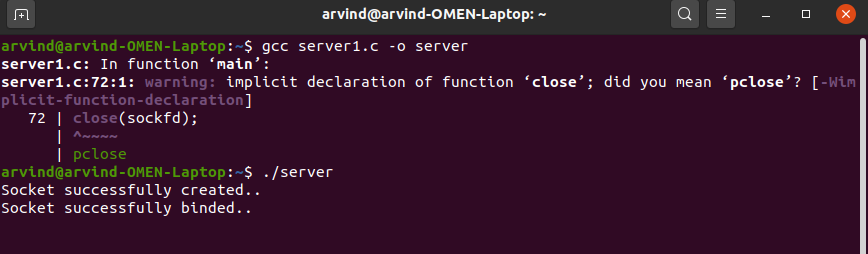 arvind@arvind-OMEN-Laptop: ~
arvind@arvind-OMEN-Laptop:~$ gcc server1.c -o server
server1.c: In function ‘main’:
server1.c:72:1: warning: implicit declaration of function ‘close’; did you mean ‘pclose’? [-Wim
plicit-function-declaration]
   72 | close(sockfd);
      | ^~~~~
      | pclose
arvind@arvind-OMEN-Laptop:~$ ./server
Socket successfully created..
Socket successfully binded..